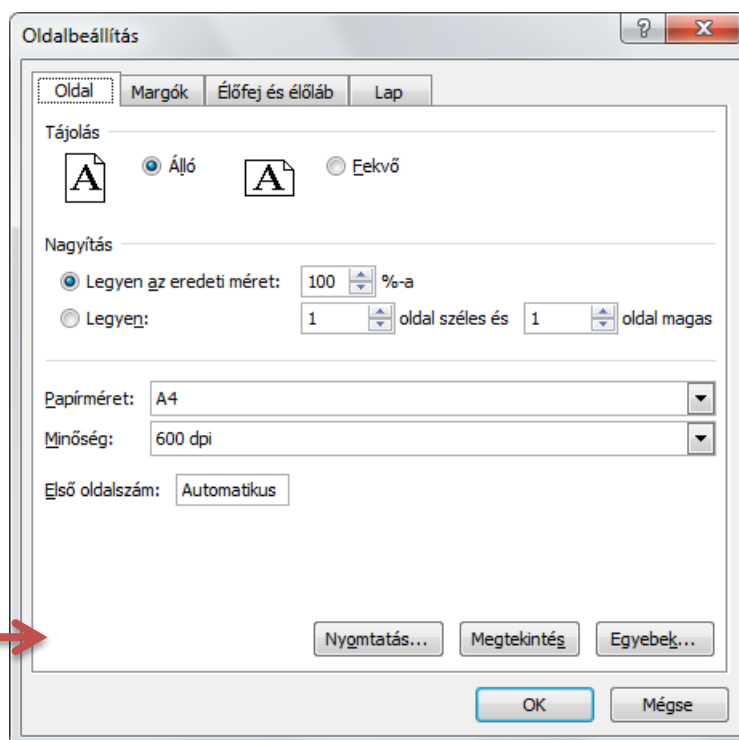 Oldalbeállítás
Oldal Margók Élőfej és élőláb Lap
Tájolás
A Álló A Fekvő
Nagyítás
Legyen az eredeti méret: 100 %-a
Legyen: 1 oldal széles és 1 oldal magas
Papírméret: A4
Minőség: 600 dpi
Első oldalszám: Automatikus
Nyomtatás... Megtekintés Egyebek...
OK Mégse